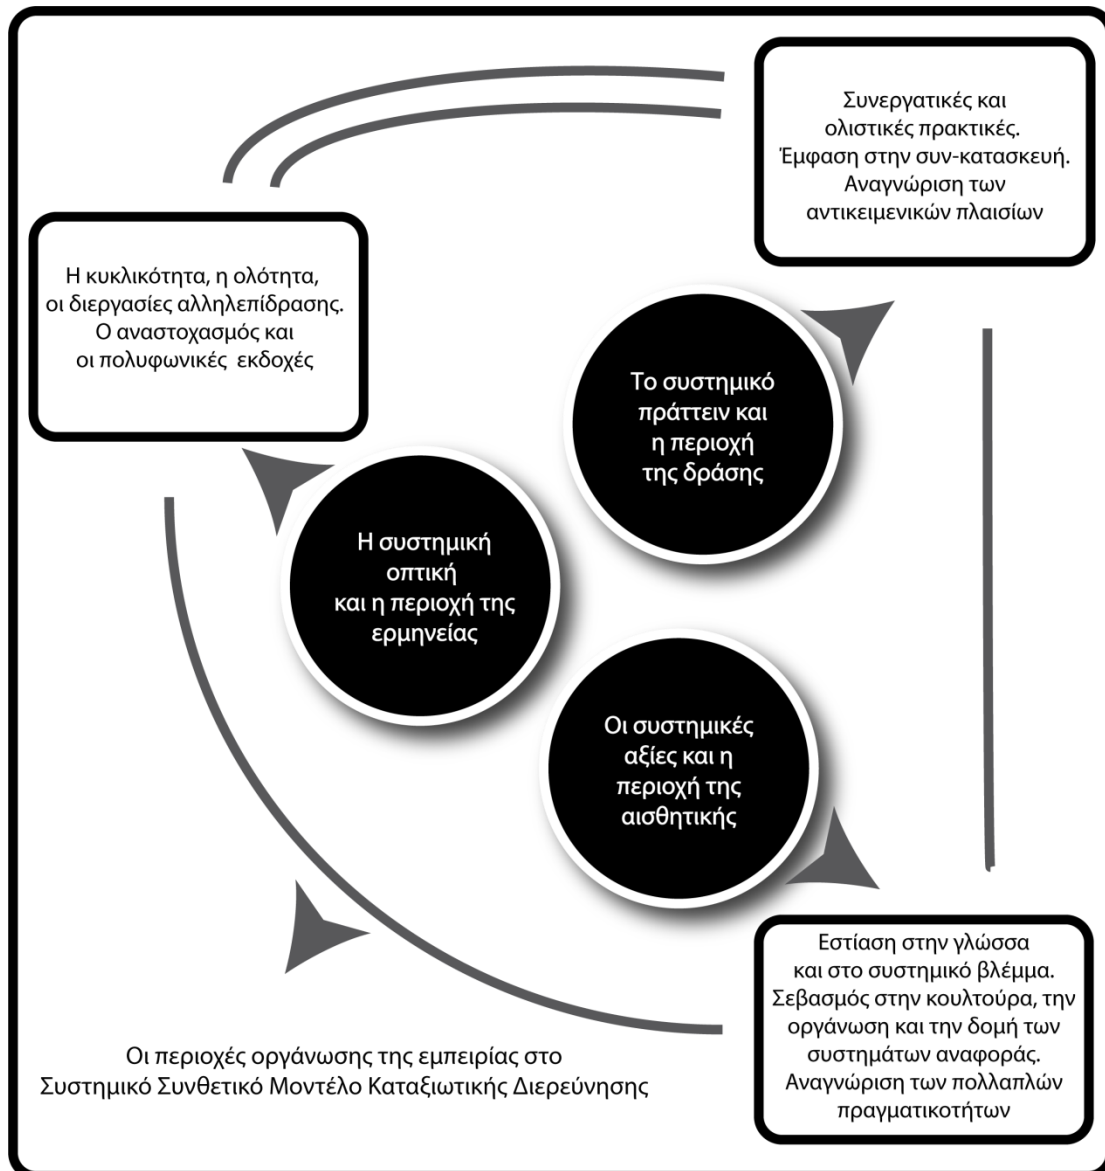 Συνεργατικές και
ολιστικές πρακτικές.
Έμφαση στην συν-κατασκευή.
Αναγνώριση των
αντικειμενικών πλαισίων
Η κυκλικότητα, η ολότητα,
οι διεργασίες αλληλεπίδρασης.
Ο αναστοχασμός και
οι πολυφωνικές εκδοχές
Το συστημικό
πράττειν και
η περιοχή
της δράσης
Η συστημική
οπτική
και η περιοχή της
ερμηνείας
Οι συστημικές
αξίες και η
περιοχή της
αισθητικής
Εστίαση στην γλώσσα
και στο συστημικό βλέμμα.
Σεβασμός στην κουλτούρα, την
οργάνωση και την δομή των
συστημάτων αναφοράς.
Αναγνώριση των πολλαπλών
πραγματικοτήτων
Οι περιοχές οργάνωσης της εμπειρίας στο
Συστημικό Συνθετικό Μοντέλο Καταξιωτικής Διερεύνησης